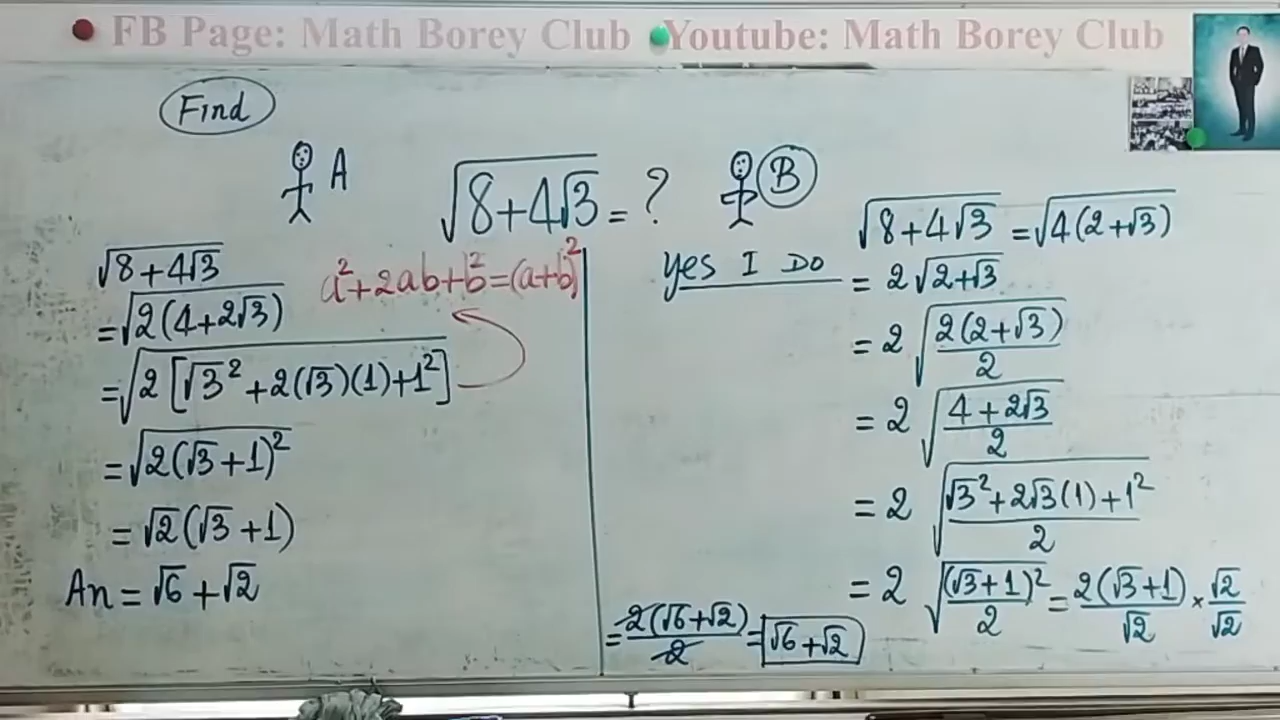 FB Page: Math Borey Club Youtube: Math Borey Club
Find
A
√(8+4√3) = ?
B
√(8+4√3)
a²+2ab+b²=(a+b)²
=√(2(4+2√3))
=√(2[√3²+2(√3)(1)+1²])
=√(2(√3+1)²)
=√2(√3+1)
An=√6+√2
yes I Do
√(8+4√3) =√(4(2+√3))
= 2√(2+√3)
= 2√((2(2+√3))/2)
= 2√((4+2√3)/2)
= 2√((√3²+2√3(1)+1²)/2)
= 2√((√3+1)²/2) = (2(√3+1))/√2 × √2/√2
= (2(√6+√2))/2 = √6+√2